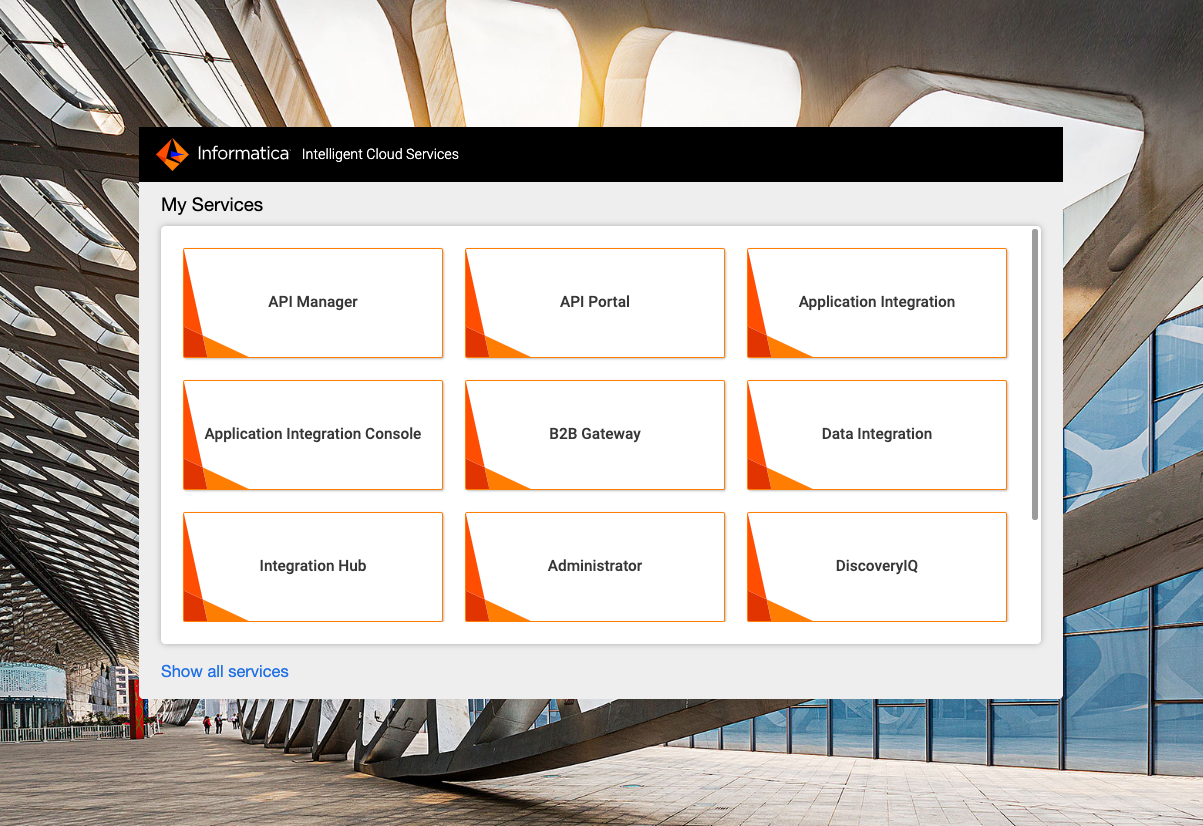 Informatica Intelligent Cloud Services
My Services
API Manager
API Portal
Application Integration
Application Integration Console
B2B Gateway
Data Integration
Integration Hub
Administrator
DiscoveryIQ
Show all services